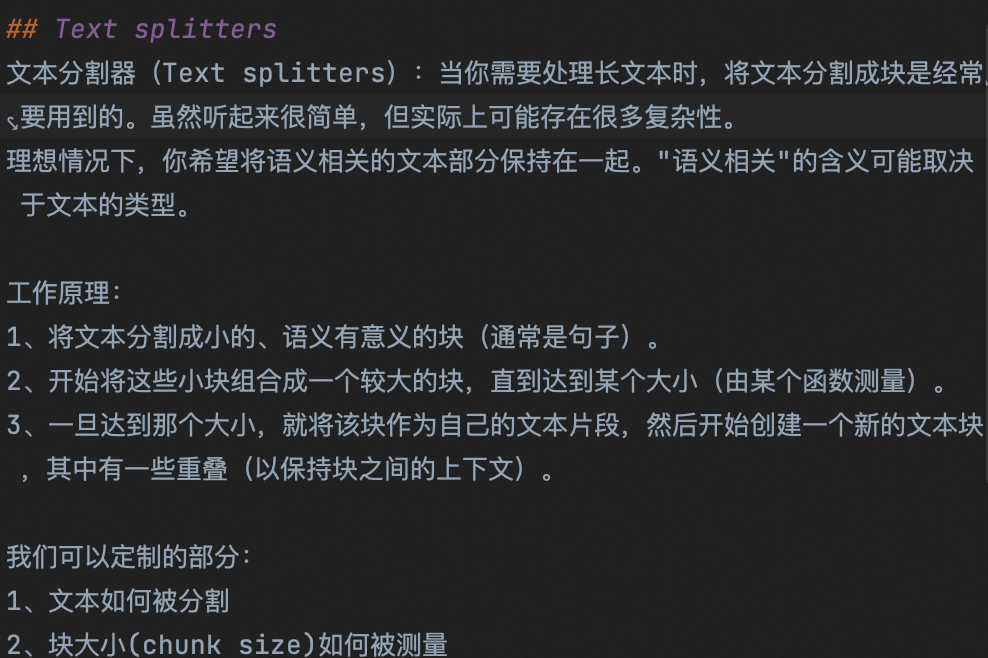 ## Text splitters
文本分割器（Text splitters）：当你需要处理长文本时，将文本分割成块是经常
要用到的。虽然听起来很简单，但实际上可能存在很多复杂性。
理想情况下，你希望将语义相关的文本部分保持在一起。"语义相关"的含义可能取决
于文本的类型。
工作原理：
1、将文本分割成小的、语义有意义的块（通常是句子）。
2、开始将这些小块组合成一个较大的块，直到达到某个大小（由某个函数测量）。
3、一旦达到那个大小，就将该块作为自己的文本片段，然后开始创建一个新的文本块
，其中有一些重叠（以保持块之间的上下文）。
我们可以定制的部分：
1、文本如何被分割
2、块大小(chunk size)如何被测量